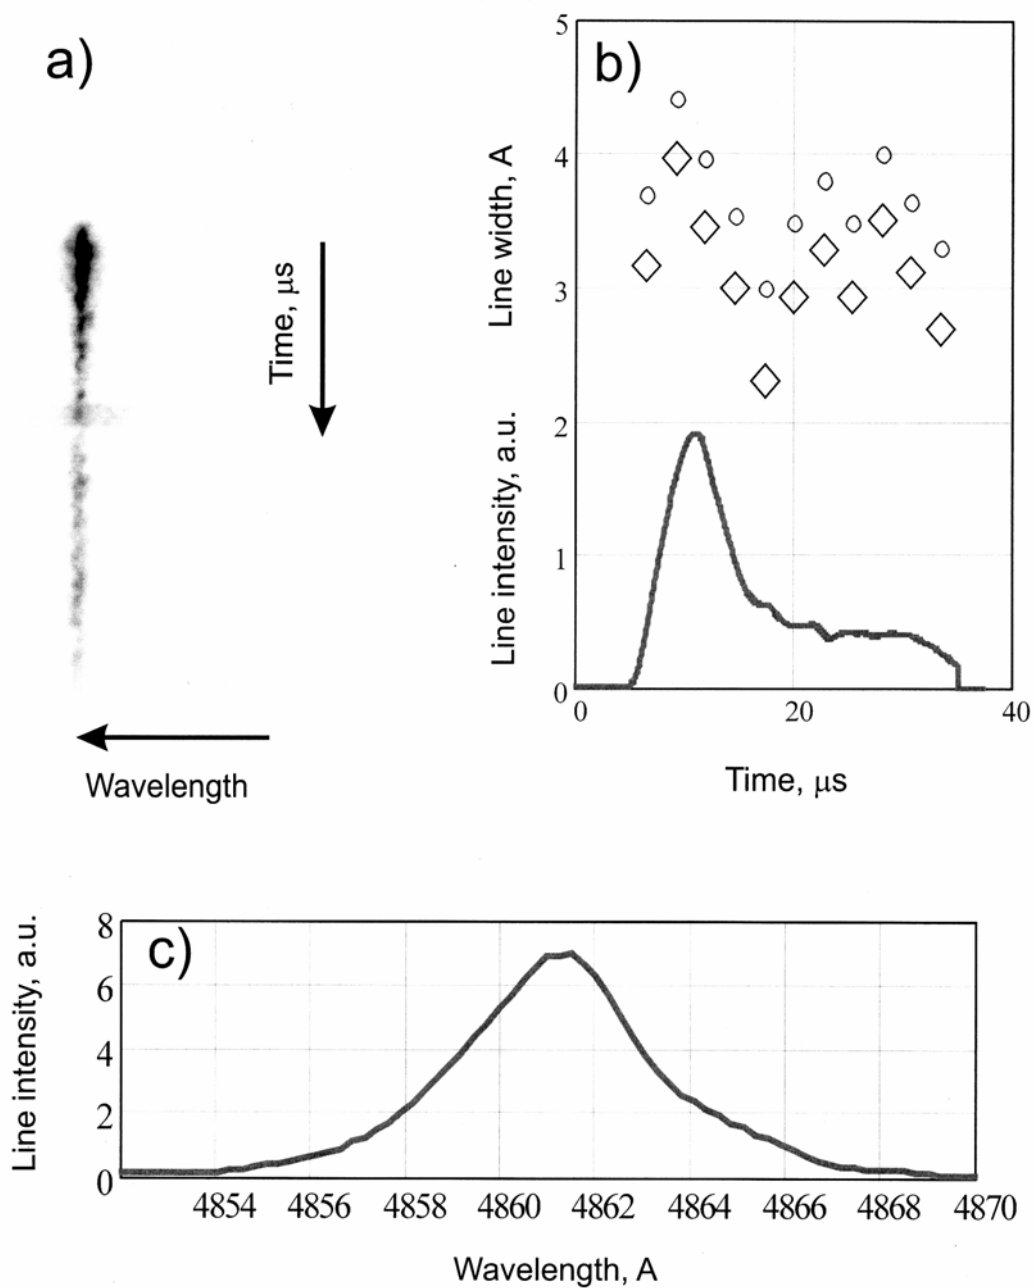 a)
Time, μs
Wavelength
b)
Line width, A
Line intensity, a.u.
5
4
3
2
1
0
0 20 40
Time, μs
c)
Line intensity, a.u.
8
6
4
2
0
4854 4856 4858 4860 4862 4864 4866 4868 4870
Wavelength, A